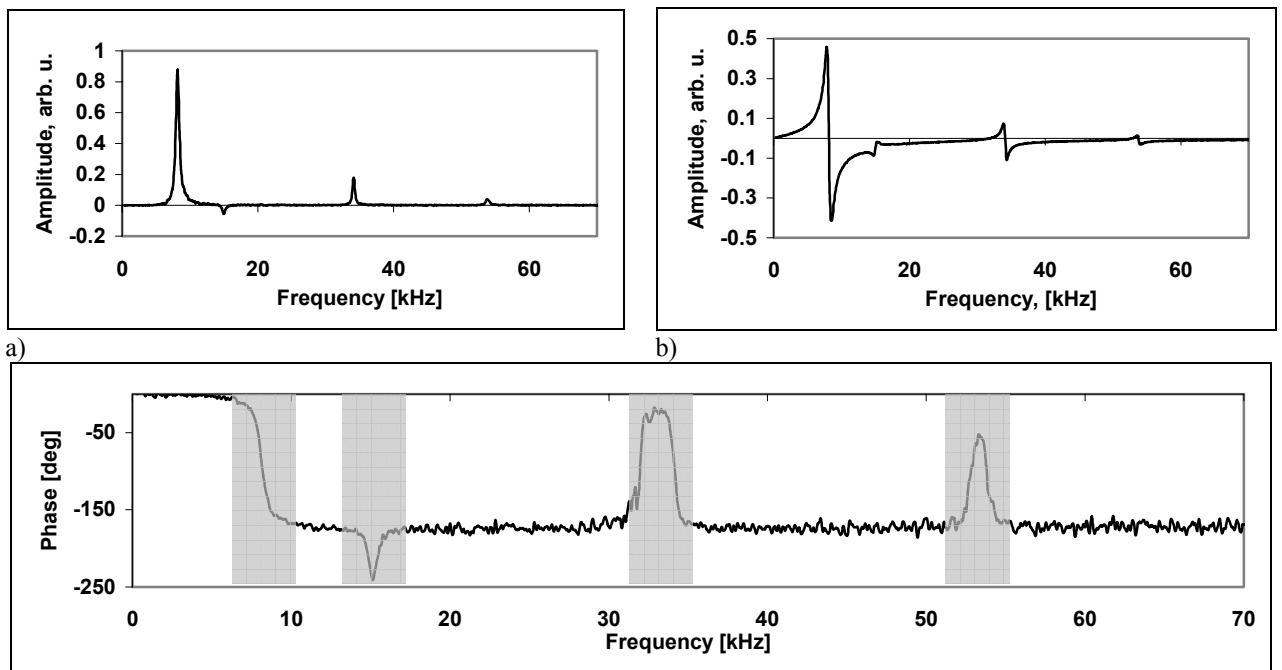 1
0.8
0.6
0.4
0.2
0
-0.2
Amplitude, arb. u.
0 20 40 60
Frequency [kHz]
a)
0.5
0.3
0.1
-0.1
-0.3
-0.5
Amplitude, arb. u.
0 20 40 60
Frequency, [kHz]
b)
-50
-150
-250
Phase [deg]
0 10 20 30 40 50 60 70
Frequency [kHz]